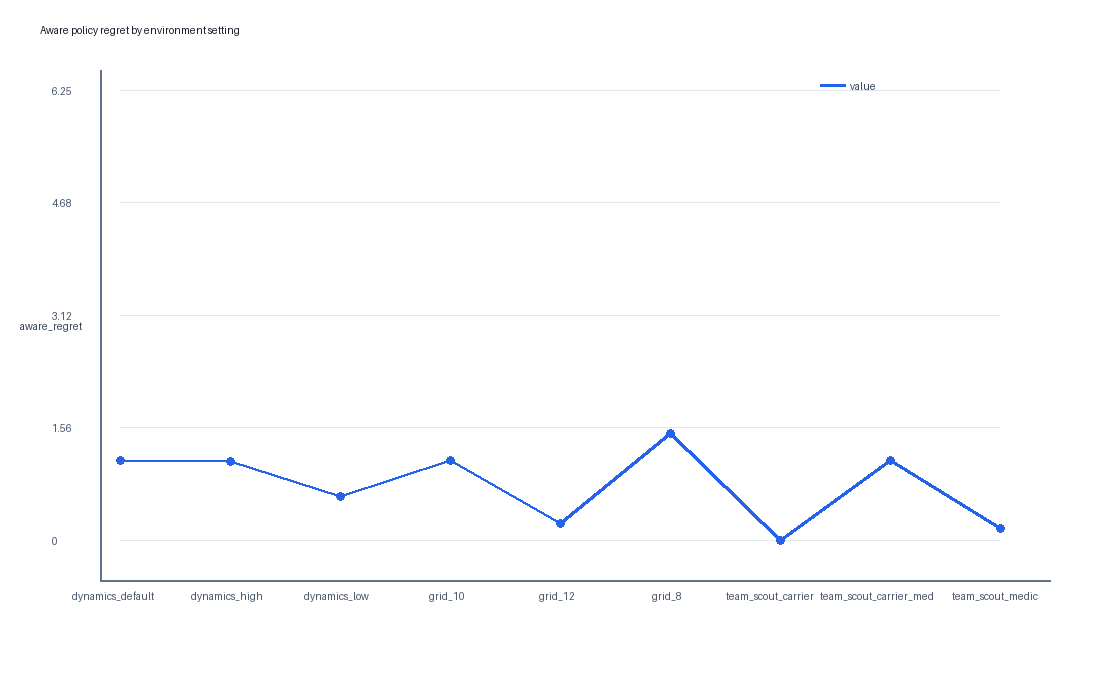 Aware policy regret by environment setting
value
6.25
4.68
3.12
aware_regret
1.56
0
dynamics_default
dynamics_high
dynamics_low
grid_10
grid_12
grid_8
team_scout_carrier
team_scout_carrier_med
team_scout_medic